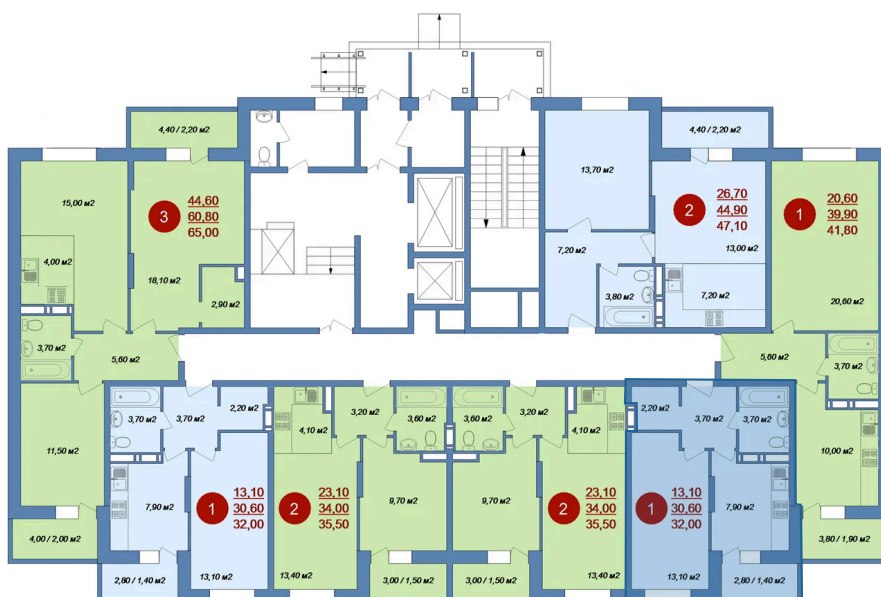 4,40 / 2,20 м2
4,40 / 2,20 м2
15,00 м2
3
44,60
60,80
65,00
13,70 м2
2
26,70
44,90
47,10
13,00 м2
1
20,60
39,90
41,80
4,00 м2
18,10 м2
2,90 м2
7,20 м2
3,80 м2
7,20 м2
20,60 м2
3,70 м2
5,60 м2
5,60 м2
3,70 м2
3,70 м2
3,70 м2
2,20 м2
4,10 м2
3,20 м2
3,60 м2
3,60 м2
3,20 м2
4,10 м2
2,20 м2
3,70 м2
3,70 м2
11,50 м2
10,00 м2
7,90 м2
1
13,10
30,60
32,00
2
23,10
34,00
35,50
9,70 м2
9,70 м2
2
23,10
34,00
35,50
1
13,10
30,60
32,00
7,90 м2
4,00 / 2,00 м2
3,80 / 1,90 м2
2,80 / 1,40 м2
13,10 м2
13,40 м2
3,00 / 1,50 м2
3,00 / 1,50 м2
13,40 м2
13,10 м2
2,80 / 1,40 м2